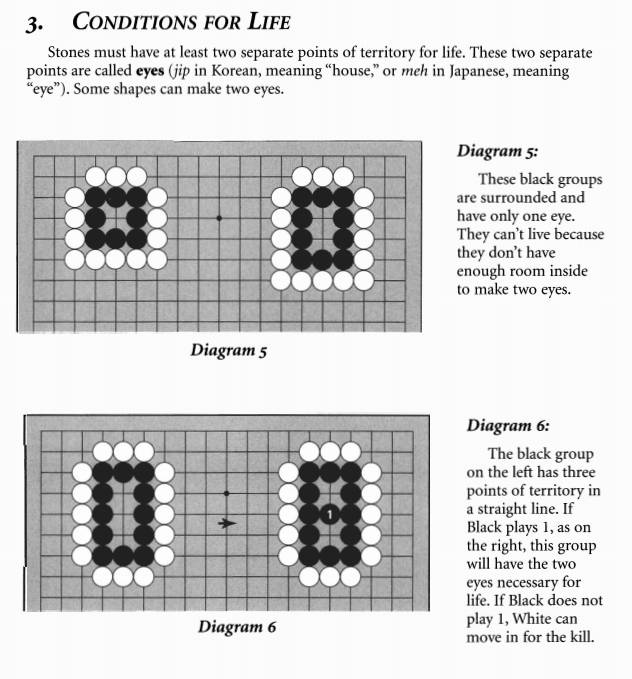 3. CONDITIONS FOR LIFE
Stones must have at least two separate points of territory for life. These two separate
points are called eyes (jip in Korean, meaning “house,” or meh in Japanese, meaning
“eye”). Some shapes can make two eyes.
Diagram 5:
These black groups
are surrounded and
have only one eye.
They can’t live because
they don’t have
enough room inside
to make two eyes.
Diagram 5
Diagram 6:
The black group
on the left has three
points of territory in
a straight line. If
Black plays 1, as on
the right, this group
will have the two
eyes necessary for
life. If Black does not
play 1, White can
move in for the kill.
1
Diagram 6